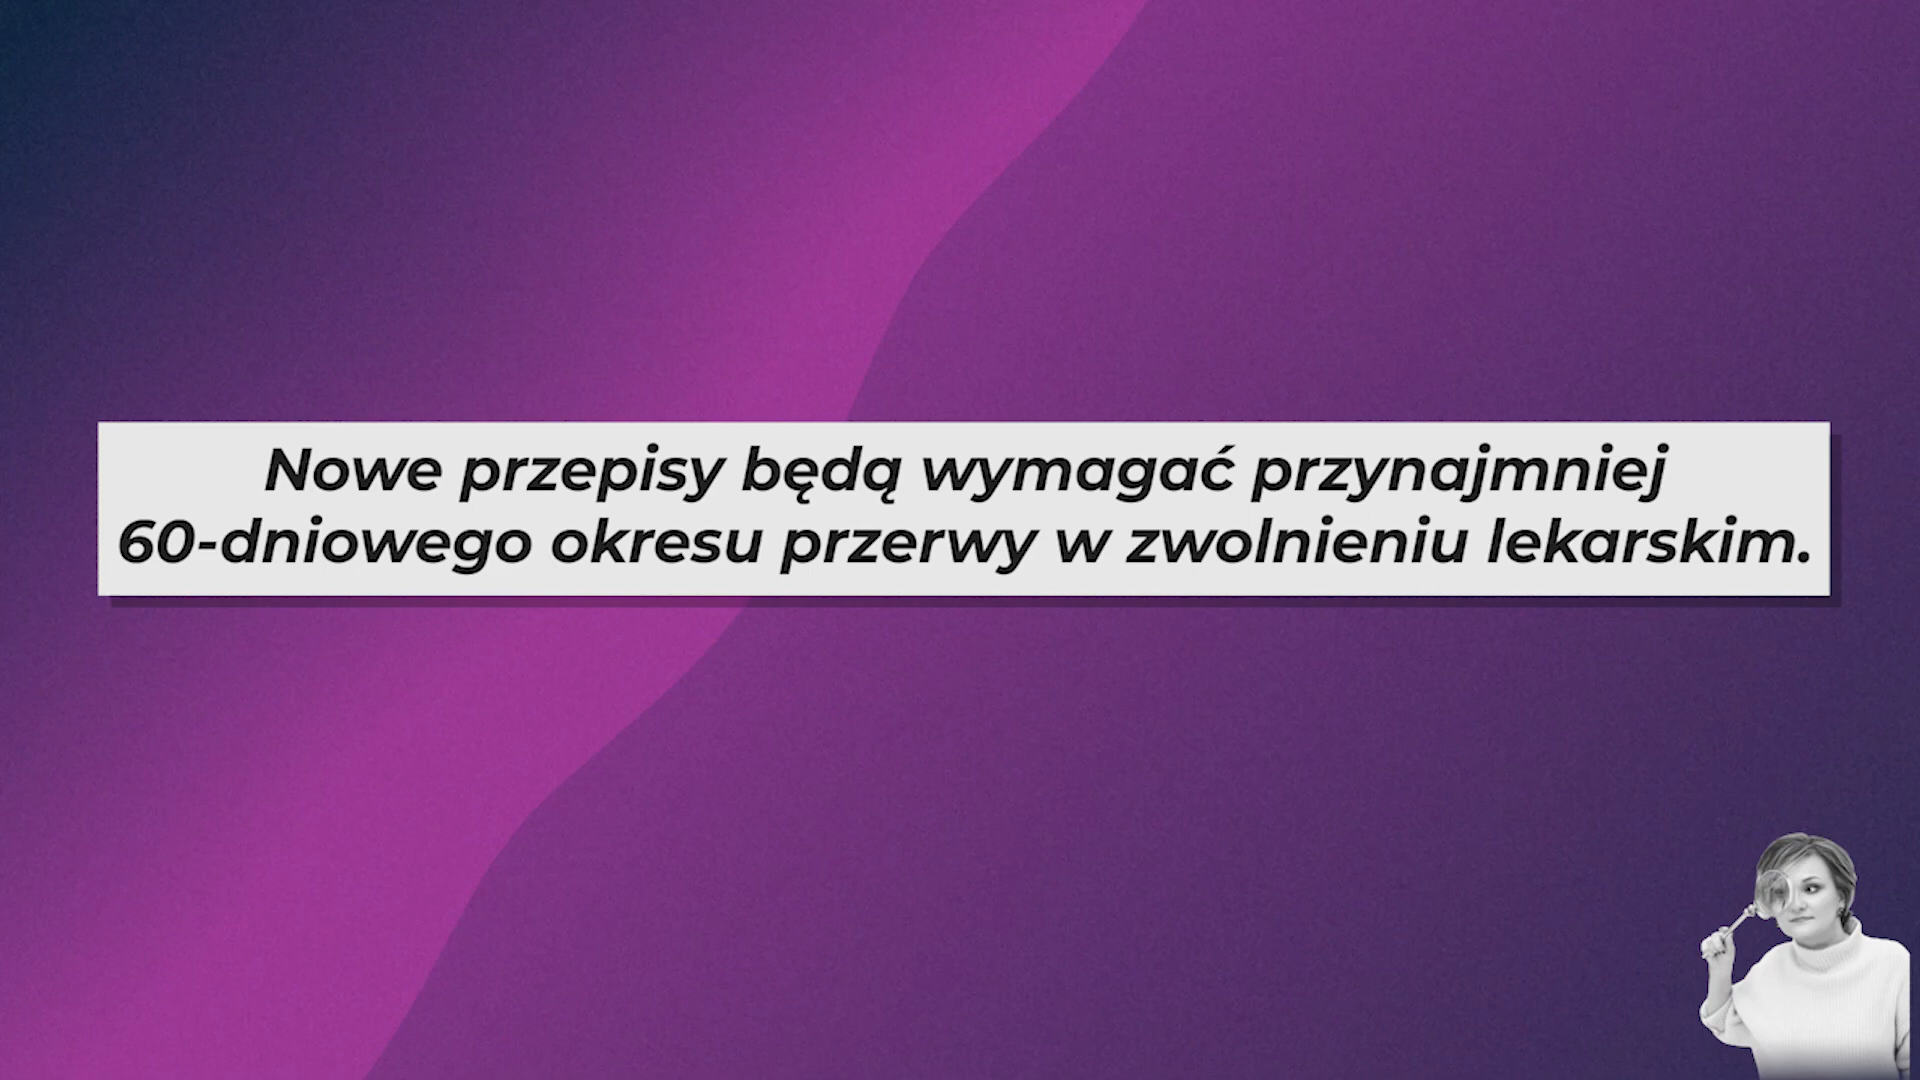 Nowe przepisy będą wymagać przynajmniej
60-dniowego okresu przerwy w zwolnieniu lekarskim.